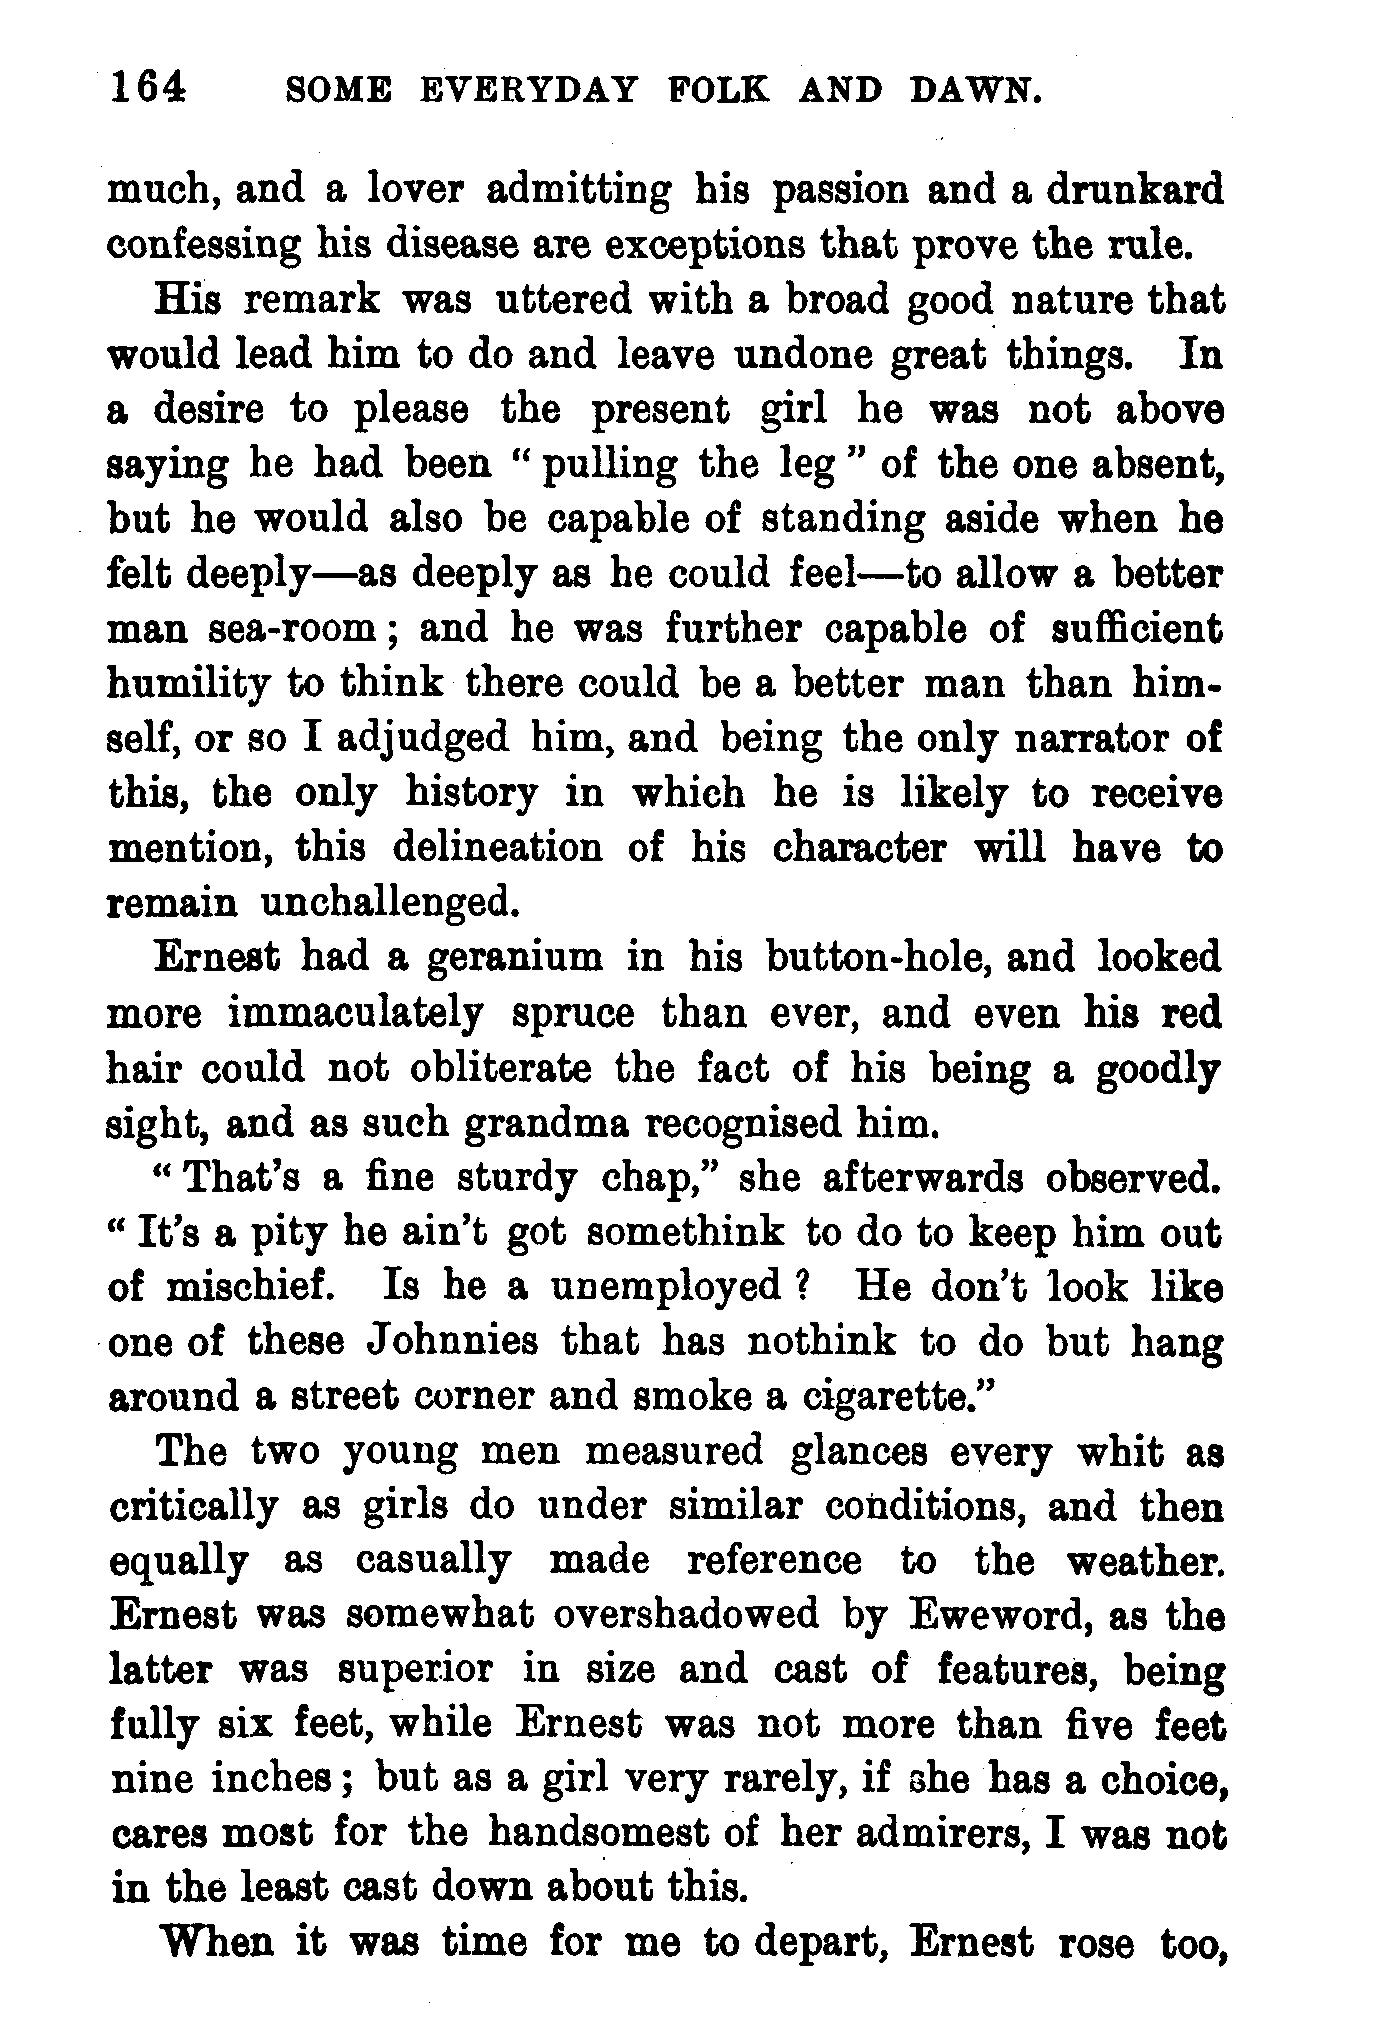 164 SOME EVERYDAY FOLK AND DAWN.
much, and a lover admitting his passion and a drunkard
confessing his disease are exceptions that prove the rule.
His remark was uttered with a broad good nature that
would lead him to do and leave undone great things. In
a desire to please the present girl he was not above
saying he had been “ pulling the leg ” of the one absent,
but he would also be capable of standing aside when he
felt deeply—as deeply as he could feel—to allow a better
man sea-room ; and he was further capable of sufficient
humility to think there could be a better man than him-
self, or so I adjudged him, and being the only narrator of
this, the only history in which he is likely to receive
mention, this delineation of his character will have to
remain unchallenged.
Ernest had a geranium in his button-hole, and looked
more immaculately spruce than ever, and even his red
hair could not obliterate the fact of his being a goodly
sight, and as such grandma recognised him.
“ That’s a fine sturdy chap,” she afterwards observed.
“ It’s a pity he ain’t got somethink to do to keep him out
of mischief. Is he a unemployed ? He don’t look like
one of these Johnnies that has nothink to do but hang
around a street corner and smoke a cigarette.”
The two young men measured glances every whit as
critically as girls do under similar conditions, and then
equally as casually made reference to the weather.
Ernest was somewhat overshadowed by Eweword, as the
latter was superior in size and cast of features, being
fully six feet, while Ernest was not more than five feet
nine inches ; but as a girl very rarely, if she has a choice,
cares most for the handsomest of her admirers, I was not
in the least cast down about this.
When it was time for me to depart, Ernest rose too,